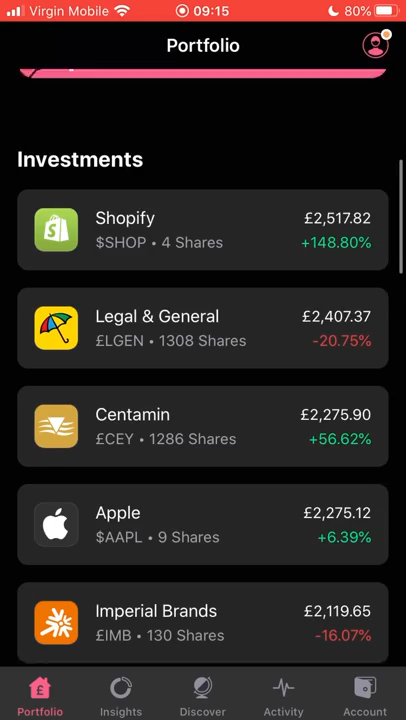 Virgin Mobile 09:15 80%
Portfolio
Investments
Shopify £2,517.82
$SHOP • 4 Shares +148.80%
Legal & General £2,407.37
£LGEN • 1308 Shares -20.75%
Centamin £2,275.90
£CEY • 1286 Shares +56.62%
Apple £2,275.12
$AAPL • 9 Shares +6.39%
Imperial Brands £2,119.65
£IMB • 130 Shares -16.07%
Portfolio Insights Discover Activity Account